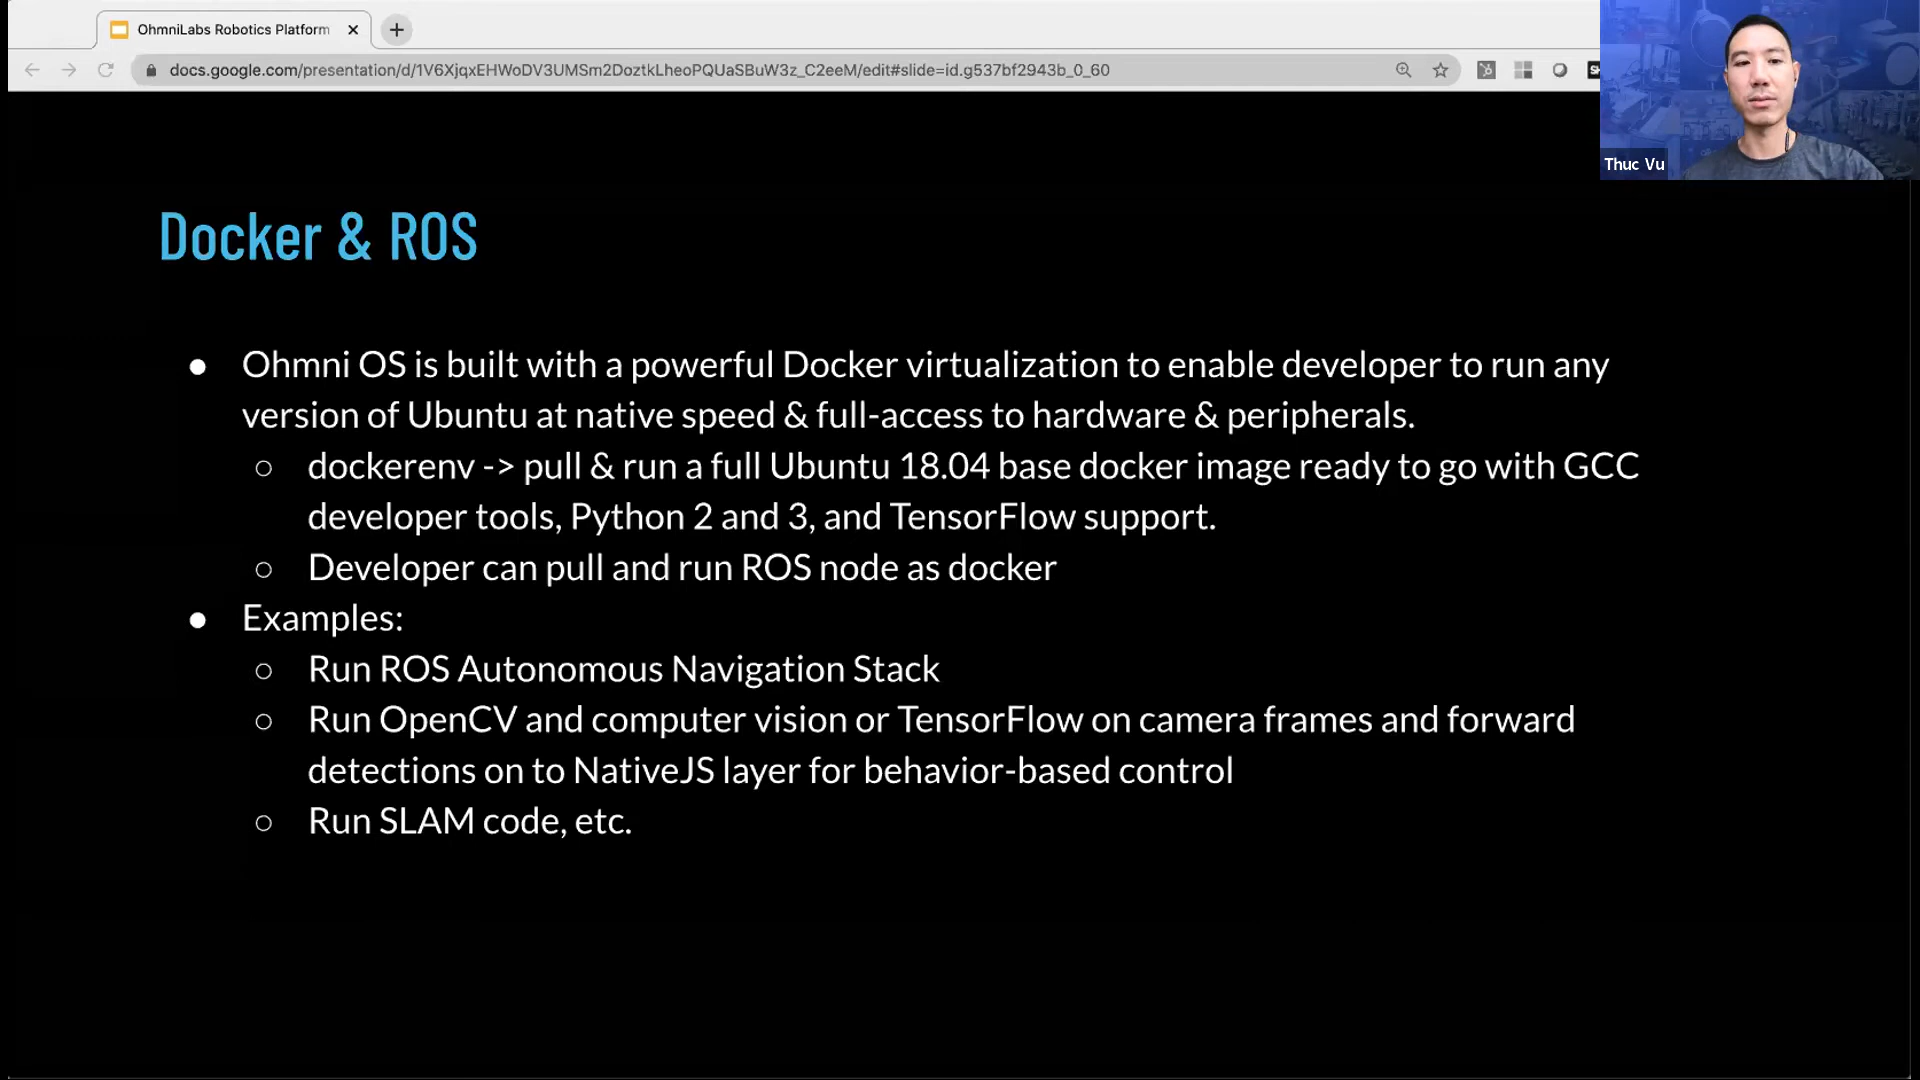 OhmniLabs Robotics Platform
docs.google.com/presentation/d/1V6XjqxEHWoDV3UMSm2DoztkLheoPQUaSBuW3z_C2eeM/edit#slide=id.g537bf2943b_0_60
Thuc Vu
Docker & ROS
● Ohmni OS is built with a powerful Docker virtualization to enable developer to run any
version of Ubuntu at native speed & full-access to hardware & peripherals.
○ dockerenv -> pull & run a full Ubuntu 18.04 base docker image ready to go with GCC
developer tools, Python 2 and 3, and TensorFlow support.
○ Developer can pull and run ROS node as docker
● Examples:
○ Run ROS Autonomous Navigation Stack
○ Run OpenCV and computer vision or TensorFlow on camera frames and forward
detections on to NativeJS layer for behavior-based control
○ Run SLAM code, etc.